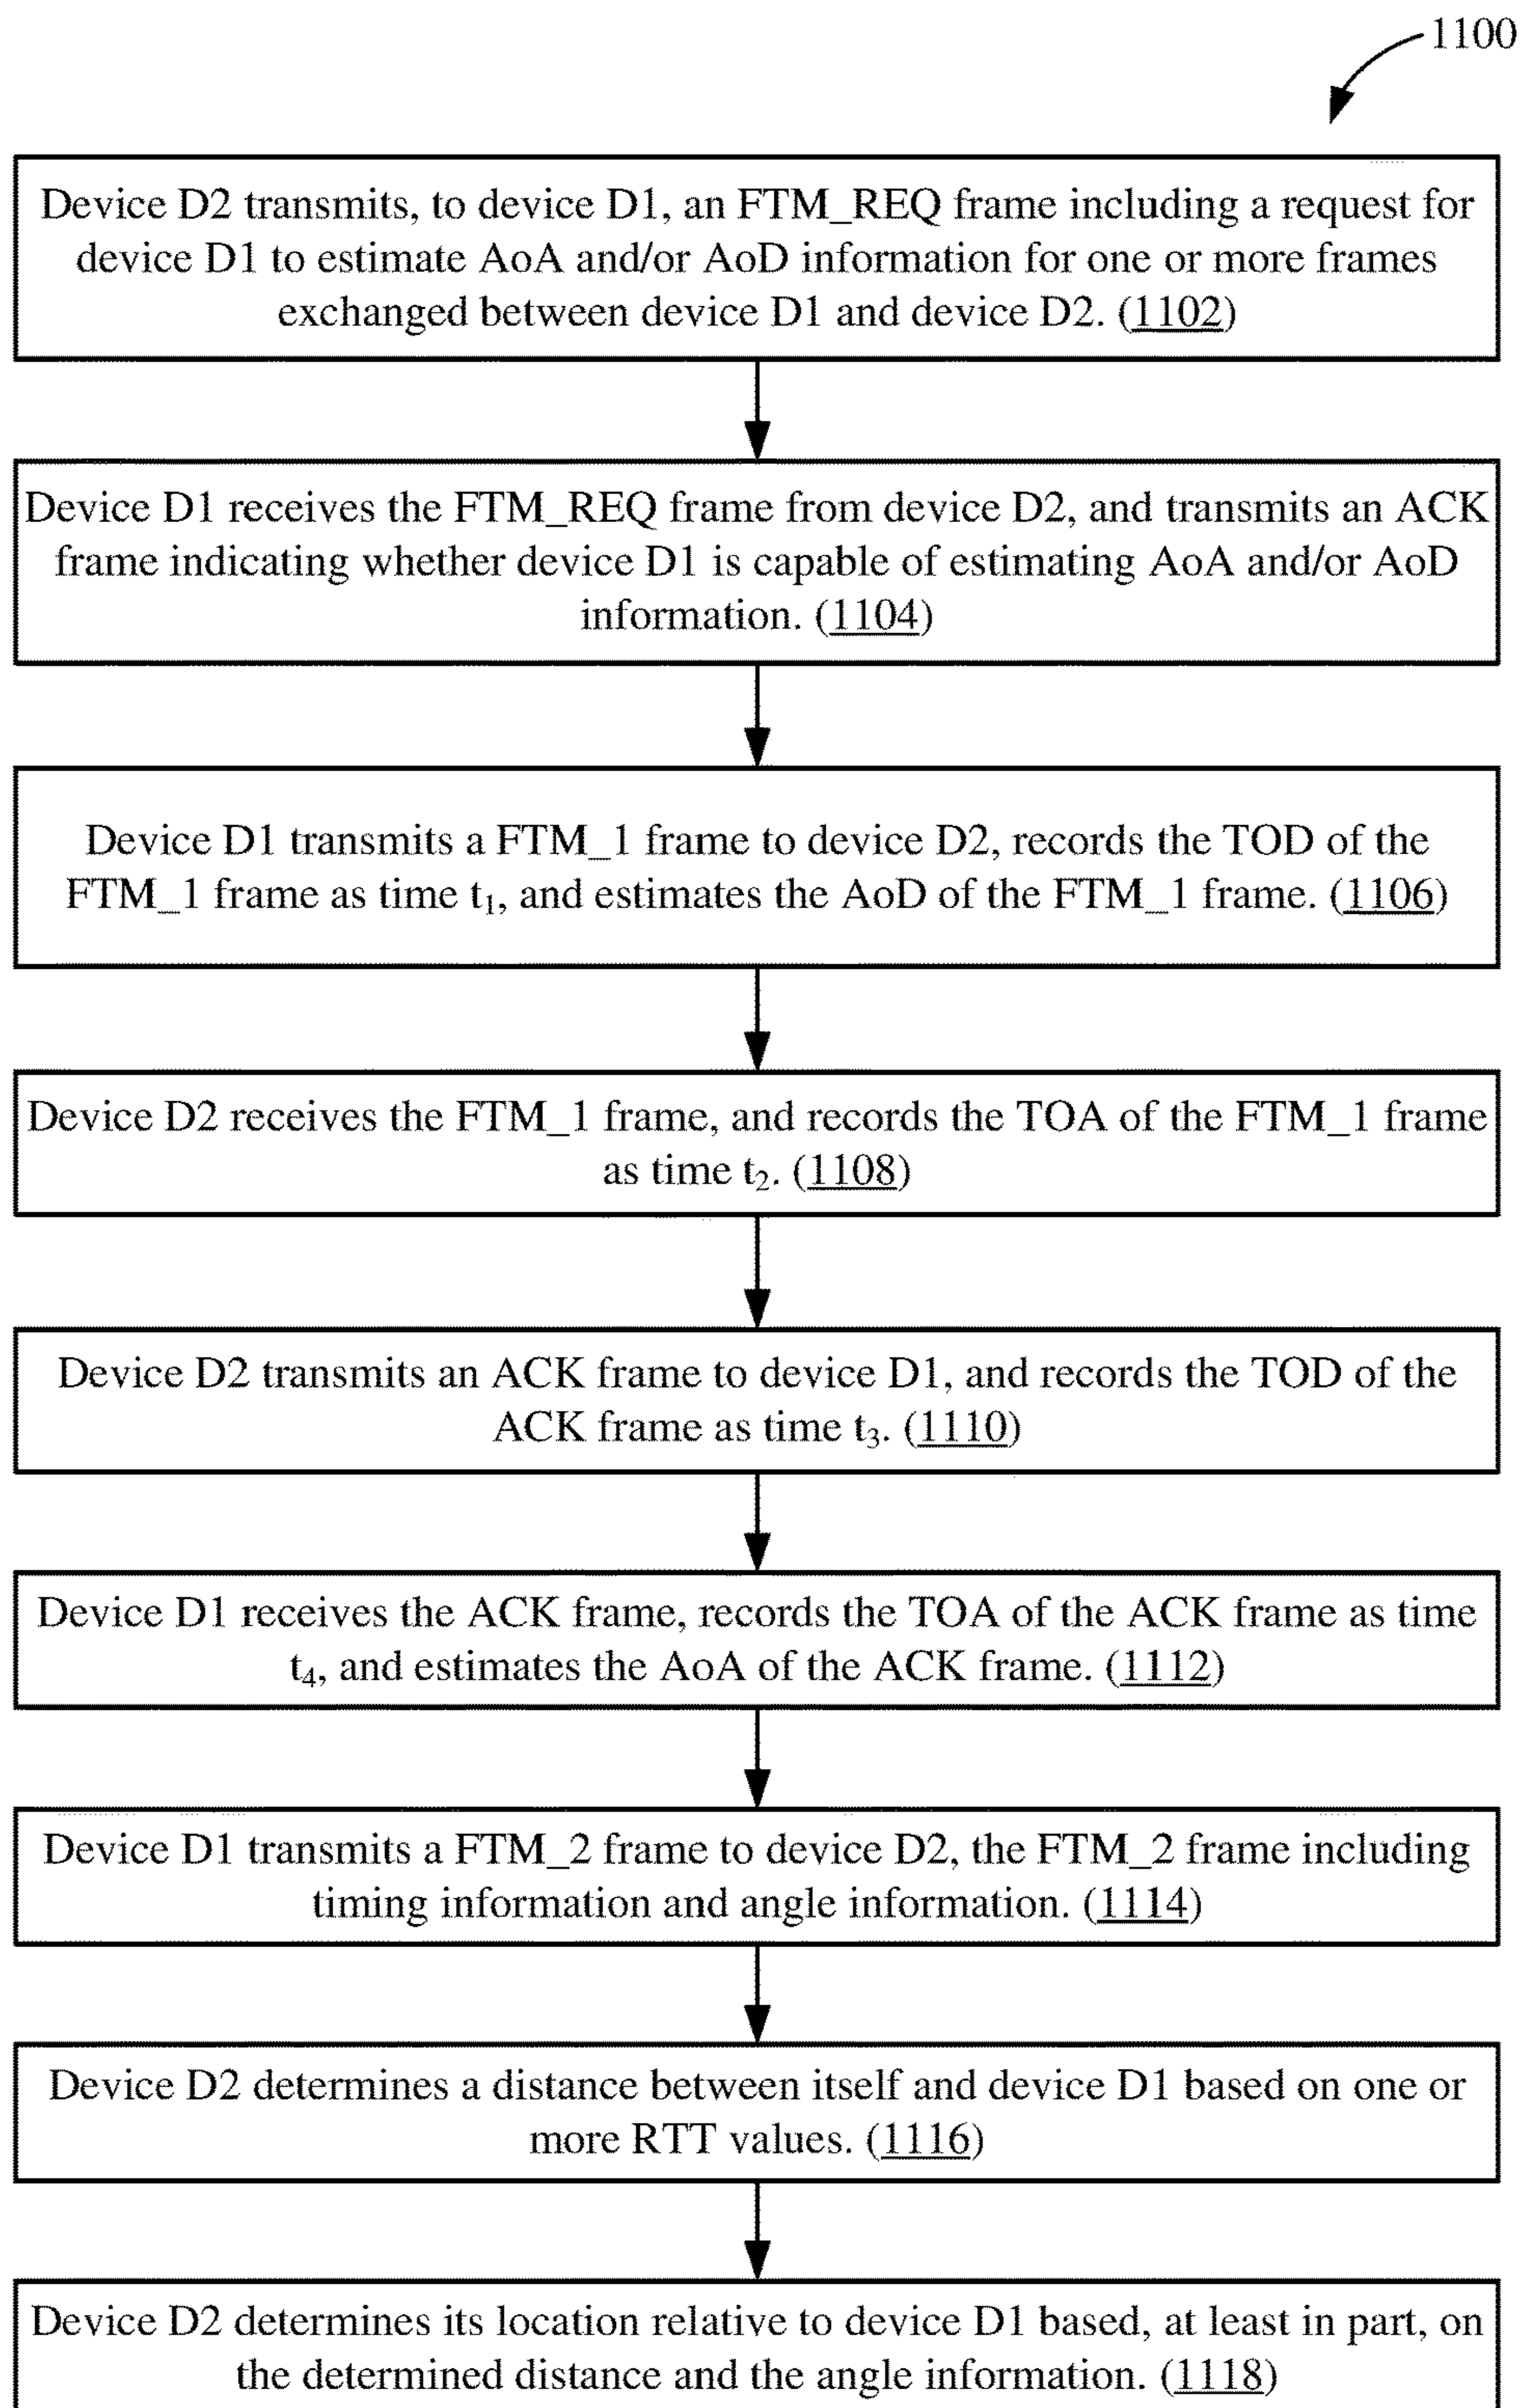 1100
Device D2 transmits, to device D1, an FTM_REQ frame including a request for
device D1 to estimate AoA and/or AoD information for one or more frames
exchanged between device D1 and device D2. (1102)
Device D1 receives the FTM_REQ frame from device D2, and transmits an ACK
frame indicating whether device D1 is capable of estimating AoA and/or AoD
information. (1104)
Device D1 transmits a FTM_1 frame to device D2, records the TOD of the
FTM_1 frame as time t₁, and estimates the AoD of the FTM_1 frame. (1106)
Device D2 receives the FTM_1 frame, and records the TOA of the FTM_1 frame
as time t₂. (1108)
Device D2 transmits an ACK frame to device D1, and records the TOD of the
ACK frame as time t₃. (1110)
Device D1 receives the ACK frame, records the TOA of the ACK frame as time
t₄, and estimates the AoA of the ACK frame. (1112)
Device D1 transmits a FTM_2 frame to device D2, the FTM_2 frame including
timing information and angle information. (1114)
Device D2 determines a distance between itself and device D1 based on one or
more RTT values. (1116)
Device D2 determines its location relative to device D1 based, at least in part, on
the determined distance and the angle information. (1118)